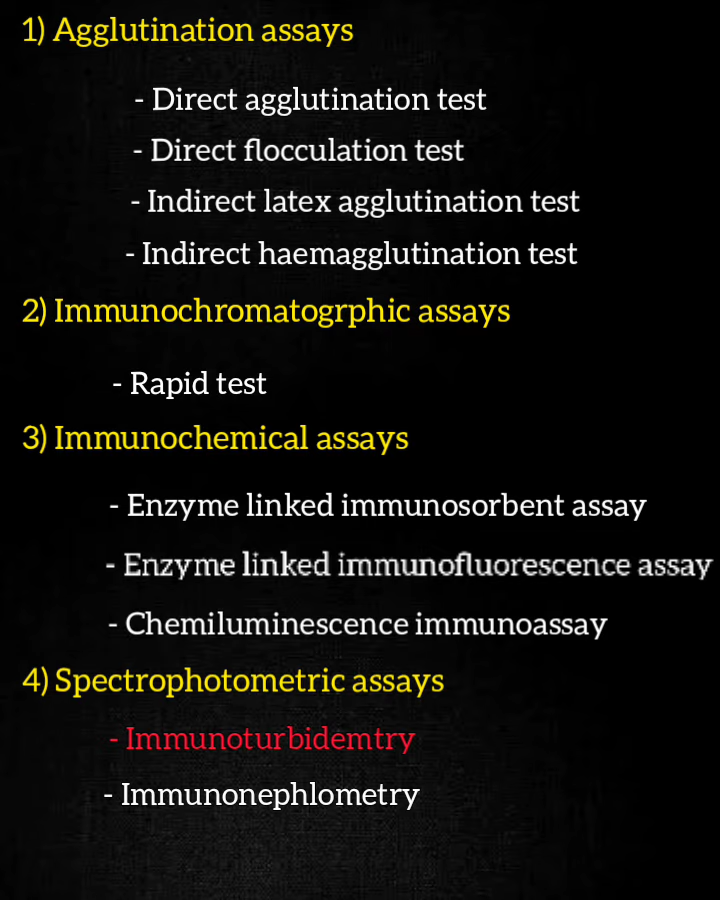 1) Agglutination assays
- Direct agglutination test
- Direct flocculation test
- Indirect latex agglutination test
- Indirect haemagglutination test
2) Immunochromatogrphic assays
- Rapid test
3) Immunochemical assays
- Enzyme linked immunosorbent assay
- Enzyme linked immunofluorescence assay
- Chemiluminescence immunoassay
4) Spectrophotometric assays
- Immunoturbidemtry
- Immunonephlometry